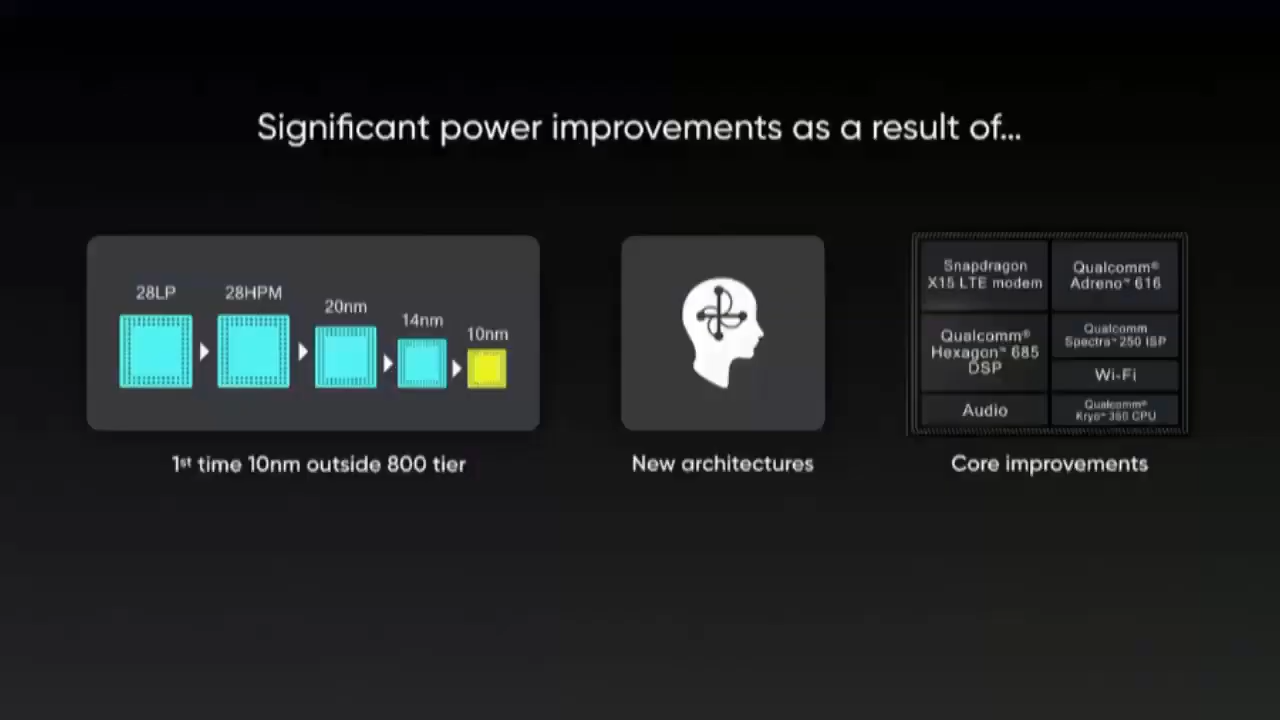 Significant power improvements as a result of...
28LP
28HPM
20nm
14nm
10nm
1st time 10nm outside 800 tier
New architectures
Snapdragon
X15 LTE modem
Qualcomm®
Adreno™ 616
Qualcomm®
Hexagon™ 685
DSP
Qualcomm
Spectra™ 250 ISP
Wi-Fi
Audio
Qualcomm®
Kryo™ 360 CPU
Core improvements